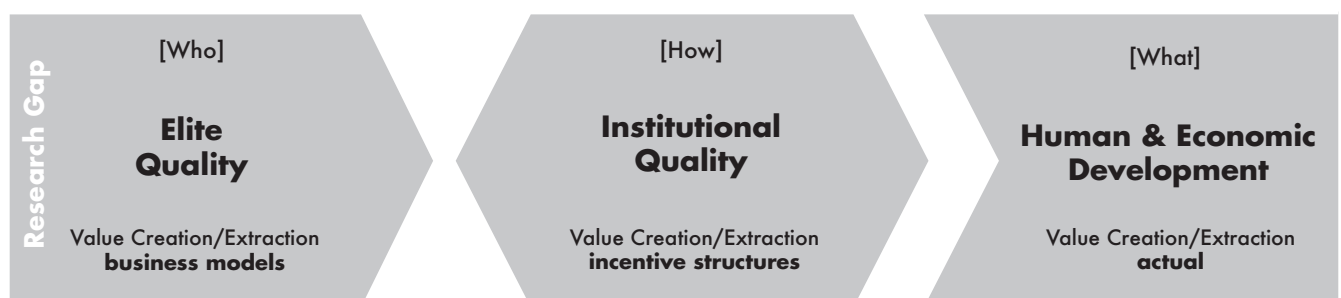 Research Gap
[Who]
Elite
Quality
Value Creation/Extraction
business models
[How]
Institutional
Quality
Value Creation/Extraction
incentive structures
[What]
Human & Economic
Development
Value Creation/Extraction
actual